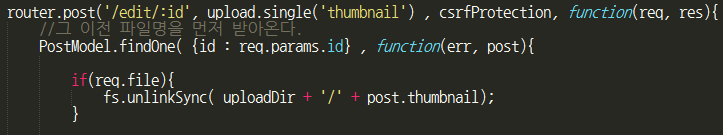 router.post('/edit/:id', upload.single('thumbnail') , csrfProtection, function(req, res){
//그 이전 파일명을 먼저 받아온다.
PostModel.findOne( {id : req.params.id} , function(err, post){
if(req.file){
fs.unlinkSync( uploadDir + '/' + post.thumbnail);
}